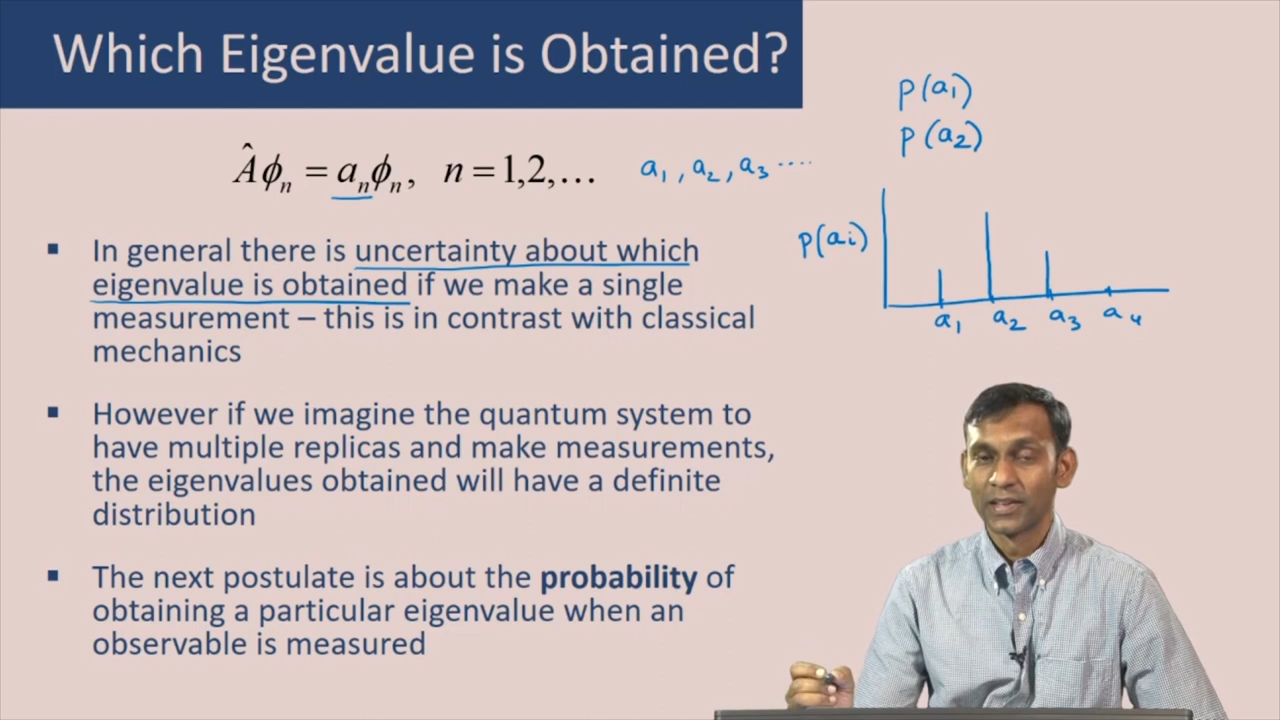 Which Eigenvalue is Obtained?
Âϕₙ = aₙϕₙ, n = 1,2,… a₁, a₂, a₃ ....
p(a₁)
p(a₂)
p(ai)
a₁ a₂ a₃ a₄
▪ In general there is uncertainty about which
eigenvalue is obtained if we make a single
measurement – this is in contrast with classical
mechanics
▪ However if we imagine the quantum system to
have multiple replicas and make measurements,
the eigenvalues obtained will have a definite
distribution
▪ The next postulate is about the probability of
obtaining a particular eigenvalue when an
observable is measured